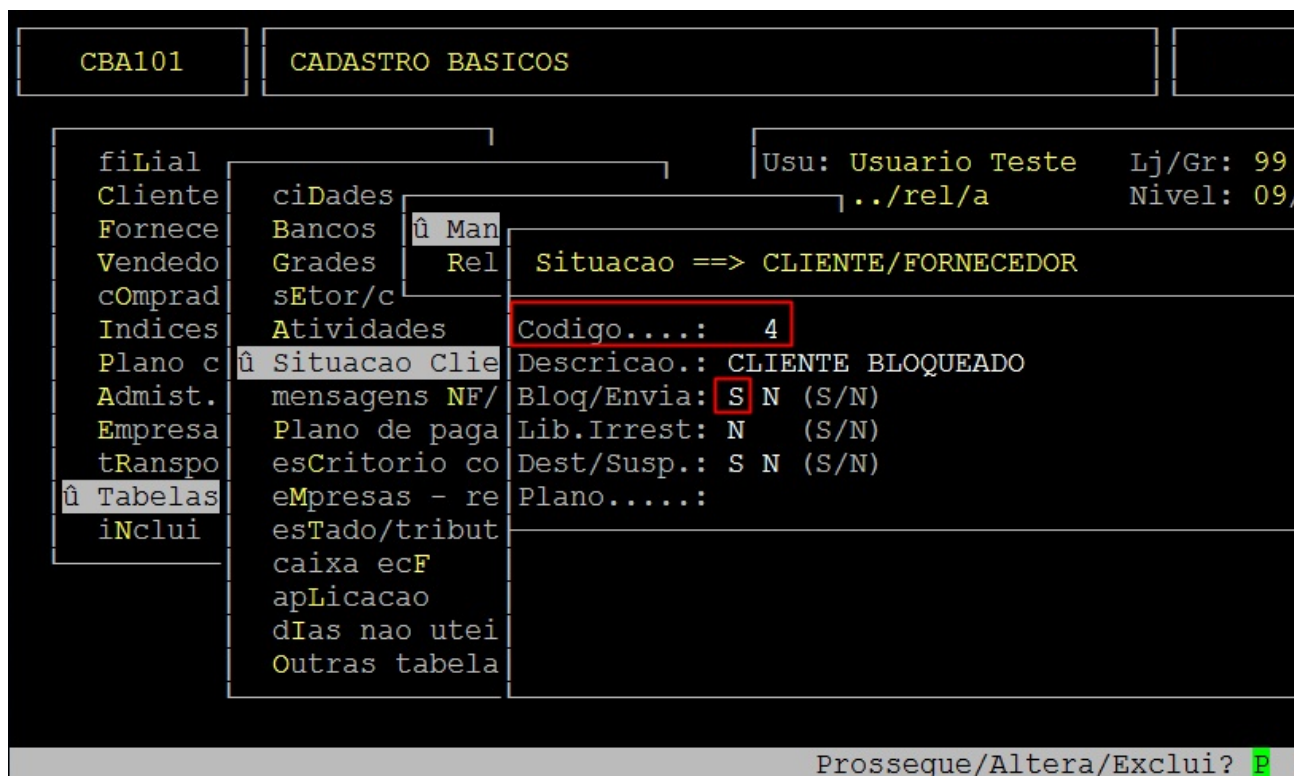 CBA101 CADASTRO BASICOS
fiLial Usu: Usuario Teste Lj/Gr: 99
Cliente ciDades ../rel/a Nivel: 09/
Fornece Bancos û Man
Vendedo Grades Rel Situacao ==> CLIENTE/FORNECEDOR
cOmprad sEtor/c
Indices Atividades Codigo....: 4
Plano c û Situacao Clie Descricao.: CLIENTE BLOQUEADO
Admist. mensagens NF/ Bloq/Envia: S N (S/N)
Empresa Plano de paga Lib.Irrest: N (S/N)
tRanspo esCritorio co Dest/Susp.: S N (S/N)
û Tabelas eMpresas - re Plano.....:
iNclui esTado/tribut
caixa ecF
apLicacao
dIas nao utei
Outras tabela
Prossegue/Altera/Exclui? P